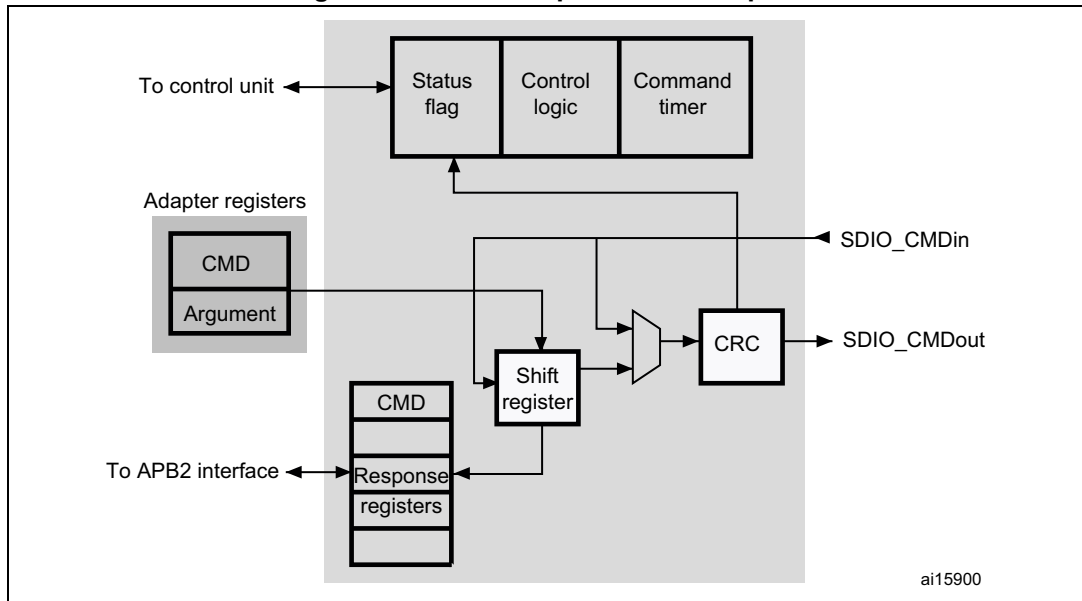 To control unit
Status
flag
Control
logic
Command
timer
Adapter registers
CMD
Argument
SDIO_CMDin
SDIO_CMDout
CRC
Shift
register
CMD
To APB2 interface
Response
registers
ai15900